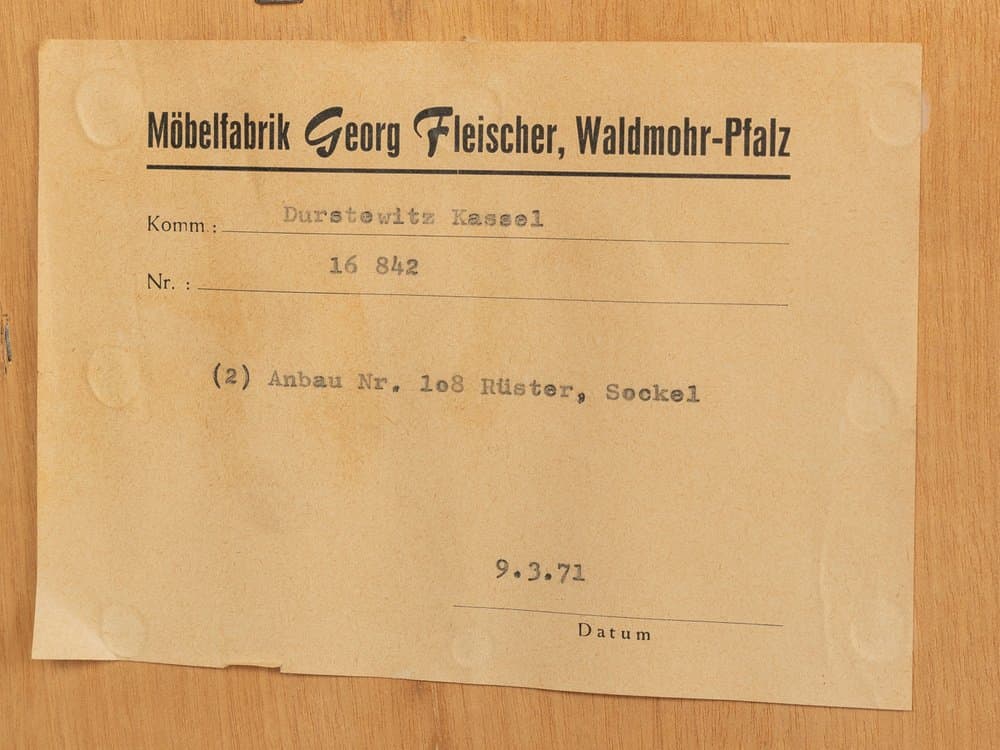 Möbelfabrik Georg Fleischer, Waldmohr-Pfalz
Komm.: Durstewitz Kassel
Nr. : 16 842
(2) Anbau Nr. 1o8 Rüster, Sockel
9.3.71
Datum